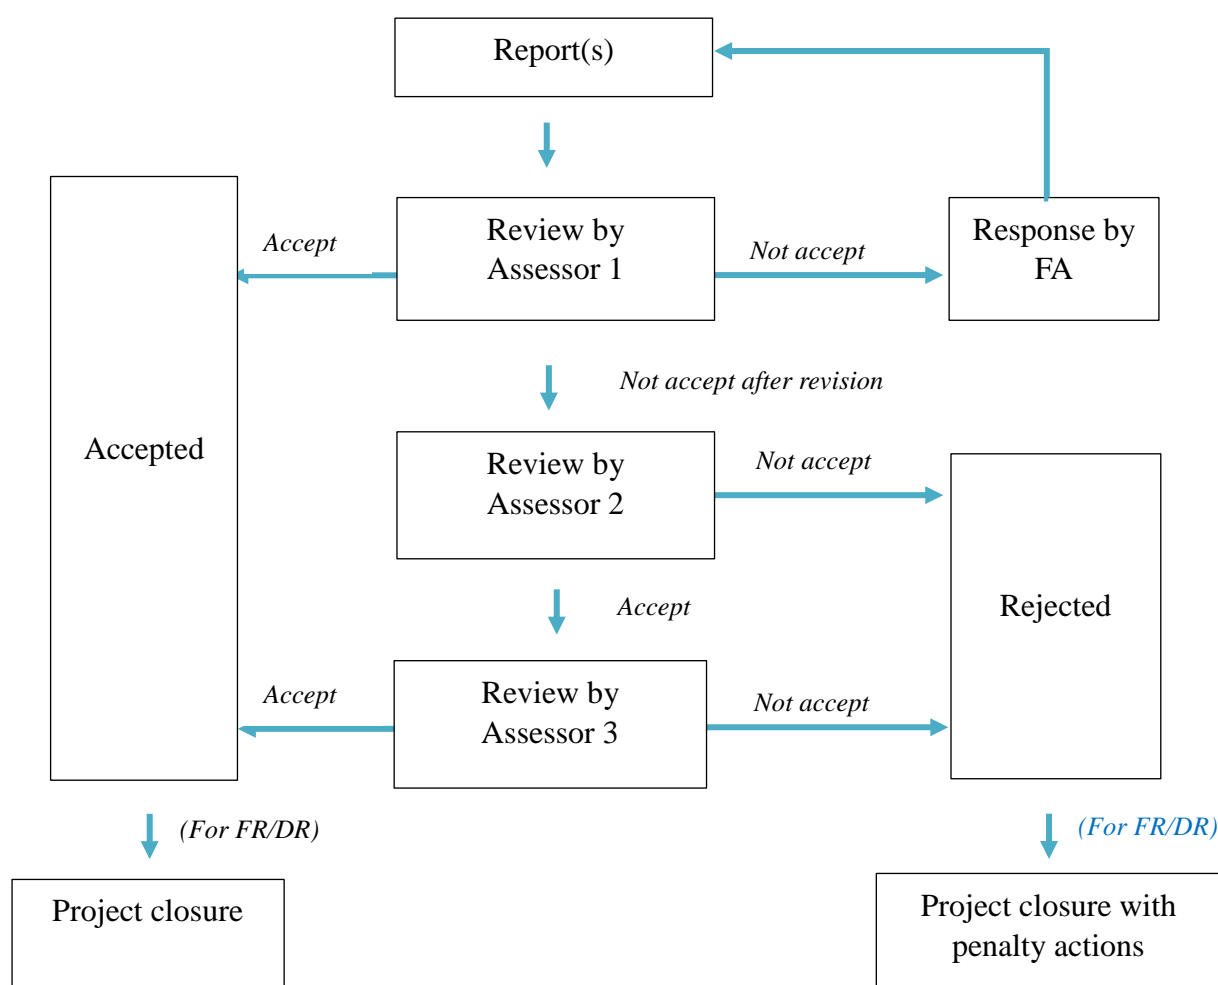 Report(s)
Accept
Review by
Assessor 1
Not accept
Response by
FA
Not accept after revision
Accepted
Review by
Assessor 2
Not accept
Accept
Rejected
Accept
Review by
Assessor 3
Not accept
(For FR/DR)
(For FR/DR)
Project closure
Project closure with
penalty actions